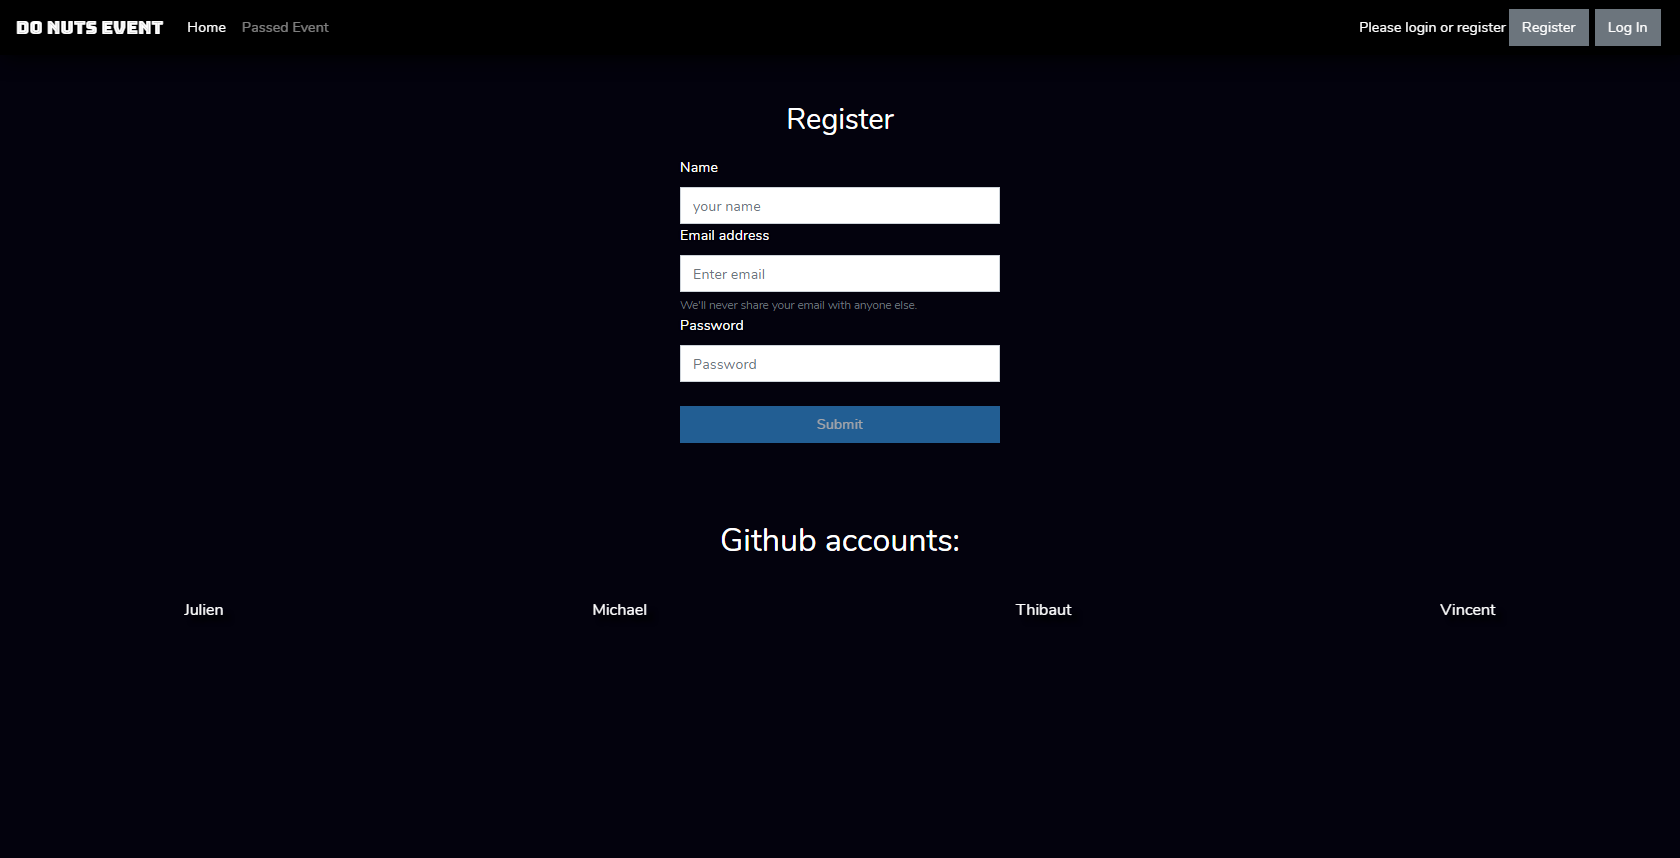 DO NUTS EVENT Home Passed Event Please login or register Register Log In
Register
Name
your name
Email address
Enter email
We'll never share your email with anyone else.
Password
Password
Submit
Github accounts:
Julien Michael Thibaut Vincent